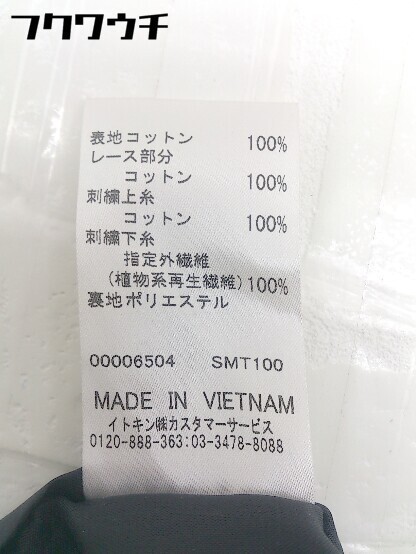 フクワウチ
表地コットン 100%
レース部分
コットン 100%
刺繍上糸
コットン 100%
刺繍下糸
指定外繊維
(植物系再生繊維)100%
裏地ポリエステル
00006504 SMT100
MADE IN VIETNAM
イトキン㈱カスタマーサービス
0120-888-363:03-3478-8088